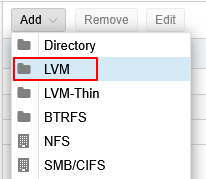 Add Remove Edit
Directory
LVM
LVM-Thin
BTRFS
NFS
SMB/CIFS